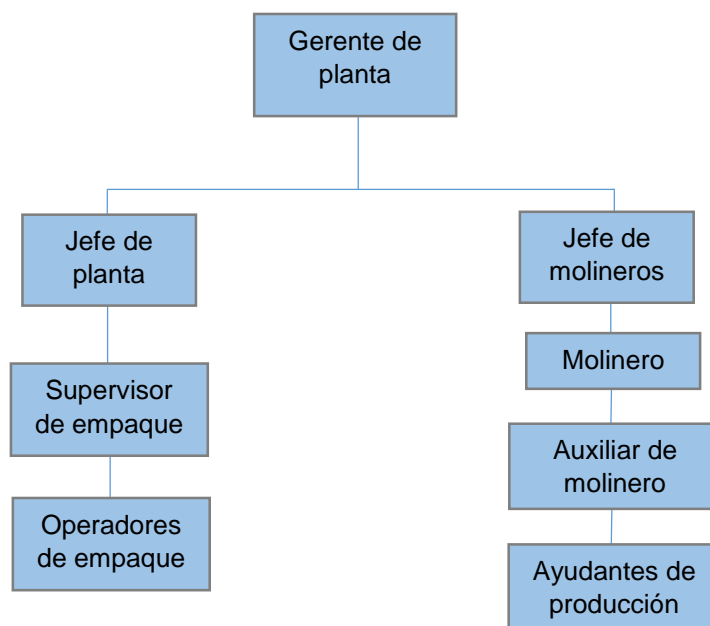 Gerente de
planta
Jefe de
planta
Jefe de
molineros
Supervisor
de empaque
Molinero
Operadores
de empaque
Auxiliar de
molinero
Ayudantes de
producción